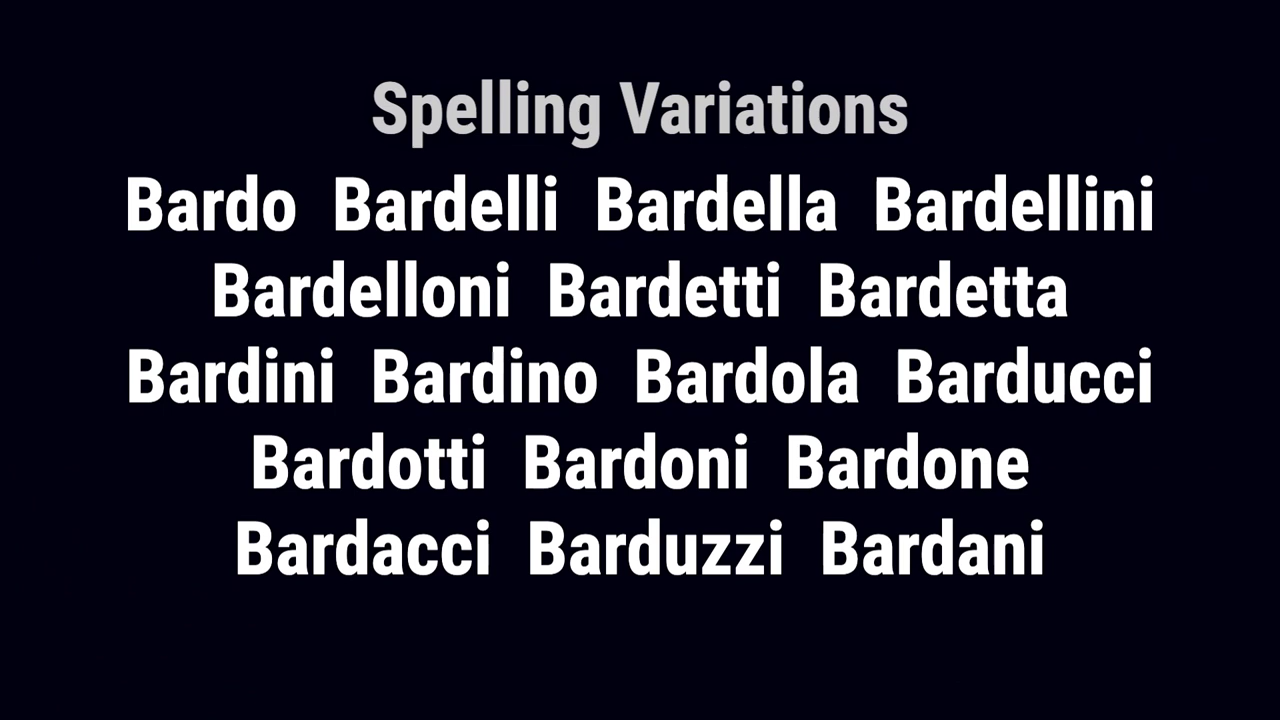 Spelling Variations
Bardo Bardelli Bardella Bardellini
Bardelloni Bardetti Bardetta
Bardini Bardino Bardola Barducci
Bardotti Bardoni Bardone
Bardacci Barduzzi Bardani